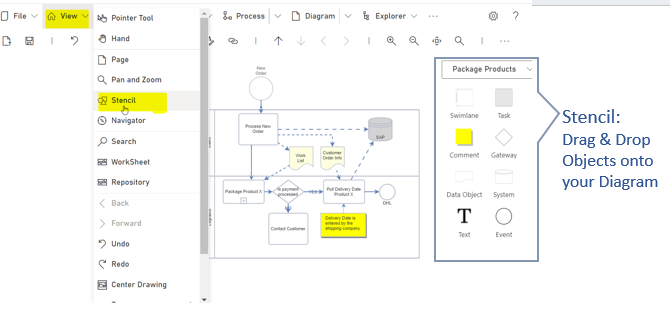 File
View
Process
Diagram
Explorer
?
Pointer Tool
Hand
Page
Pan and Zoom
Stencil
Navigator
Search
WorkSheet
Repository
Back
Forward
Undo
Redo
Center Drawing
New
Order
Process New
Order
Work
List
Customer
Order Info
SAP
Package Product X
Is payment
processed
YES
Poll Delivery Date
Product X
DHL
Contact Customer
Delivery Date is
entered by the
shipping company
Package Products
Swimlane
Task
Comment
Gateway
Data Object
System
T
Text
Event
Stencil:
Drag & Drop
Objects onto
your Diagram